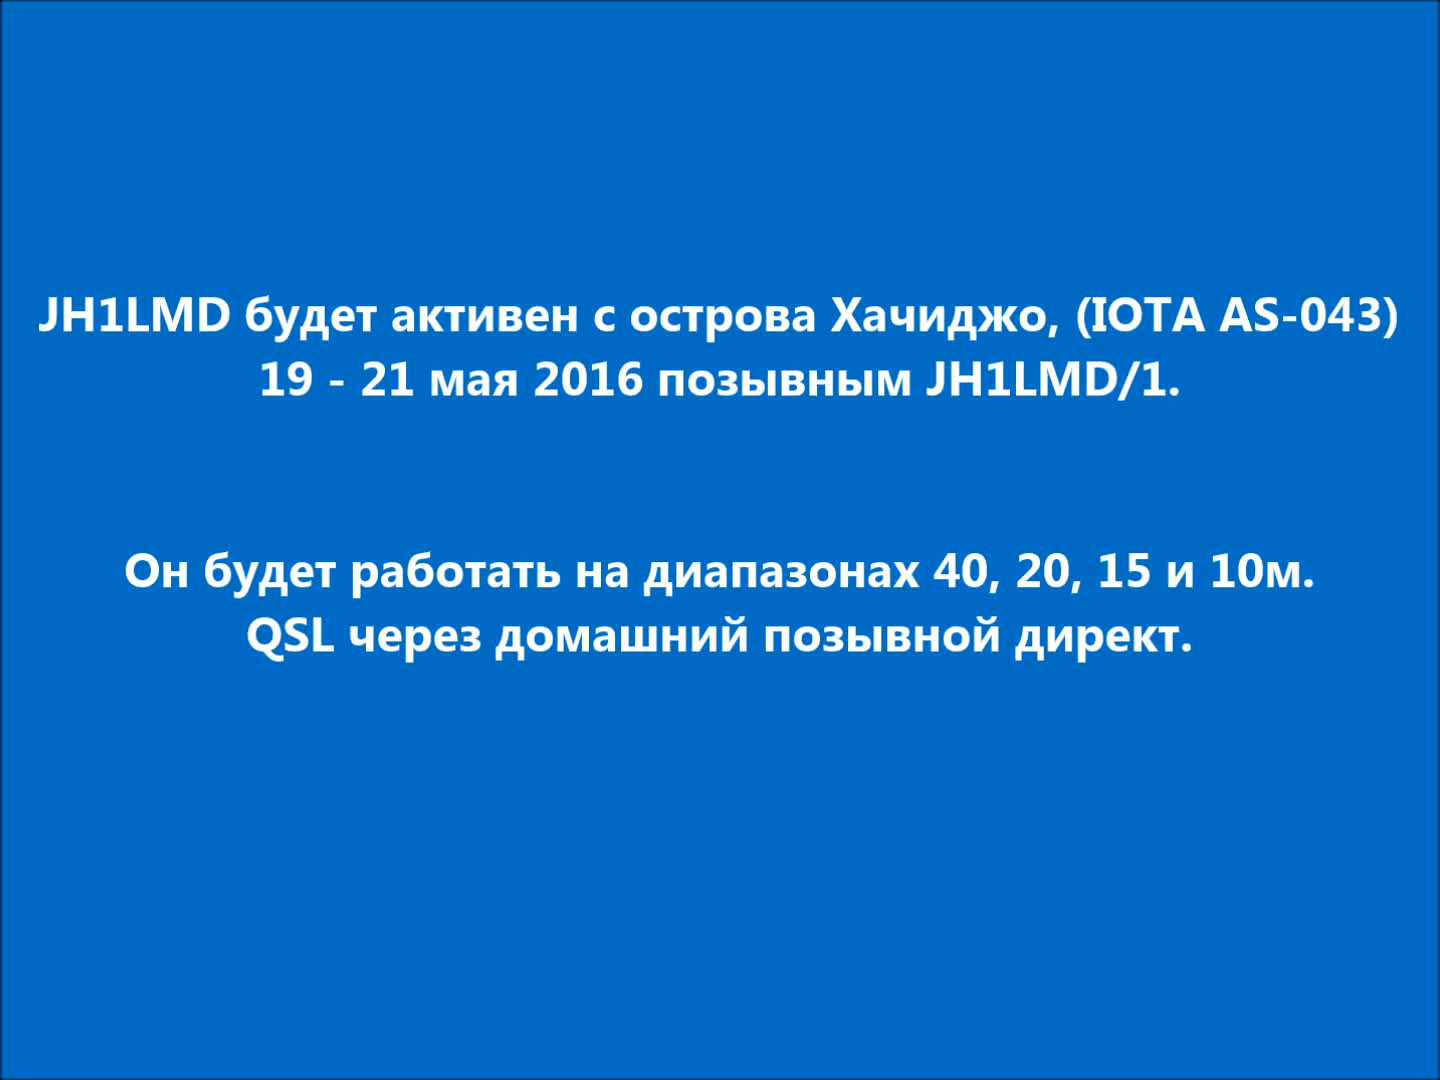 JH1LMD будет активен с острова Хачиджо, (IOTA AS-043)
19 - 21 мая 2016 позывным JH1LMD/1.
Он будет работать на диапазонах 40, 20, 15 и 10м.
QSL через домашний позывной директ.